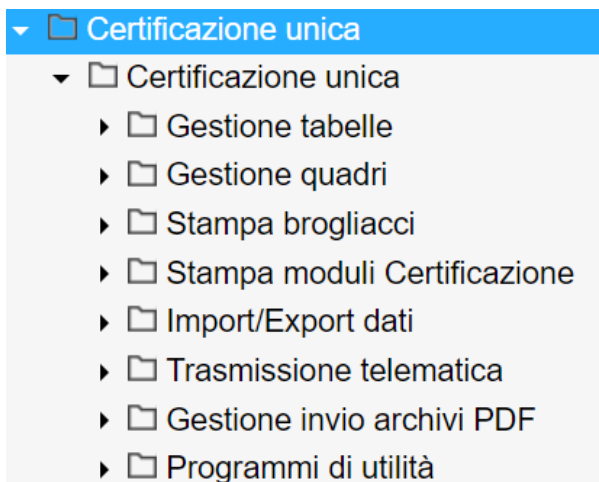 Certificazione unica
Certificazione unica
Gestione tabelle
Gestione quadri
Stampa brogliacci
Stampa moduli Certificazione
Import/Export dati
Trasmissione telematica
Gestione invio archivi PDF
Programmi di utilità